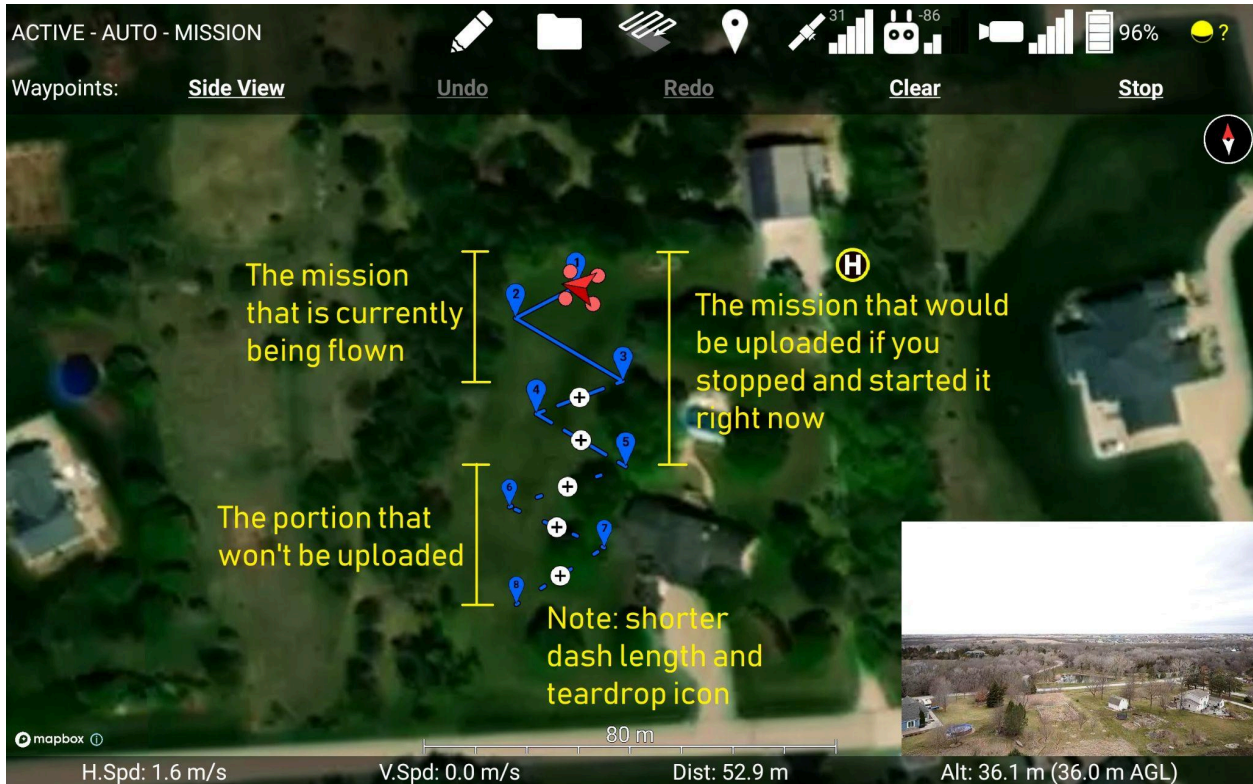 ACTIVE - AUTO - MISSION
31
-86
96%
?
Waypoints:
Side View
Undo
Redo
Clear
Stop
The mission
that is currently
being flown
1
2
3
4
5
6
7
8
H
The mission that would
be uploaded if you
stopped and started it
right now
The portion that
won't be uploaded
Note: shorter
dash length and
teardrop icon
mapbox
80 m
H.Spd: 1.6 m/s
V.Spd: 0.0 m/s
Dist: 52.9 m
Alt: 36.1 m (36.0 m AGL)